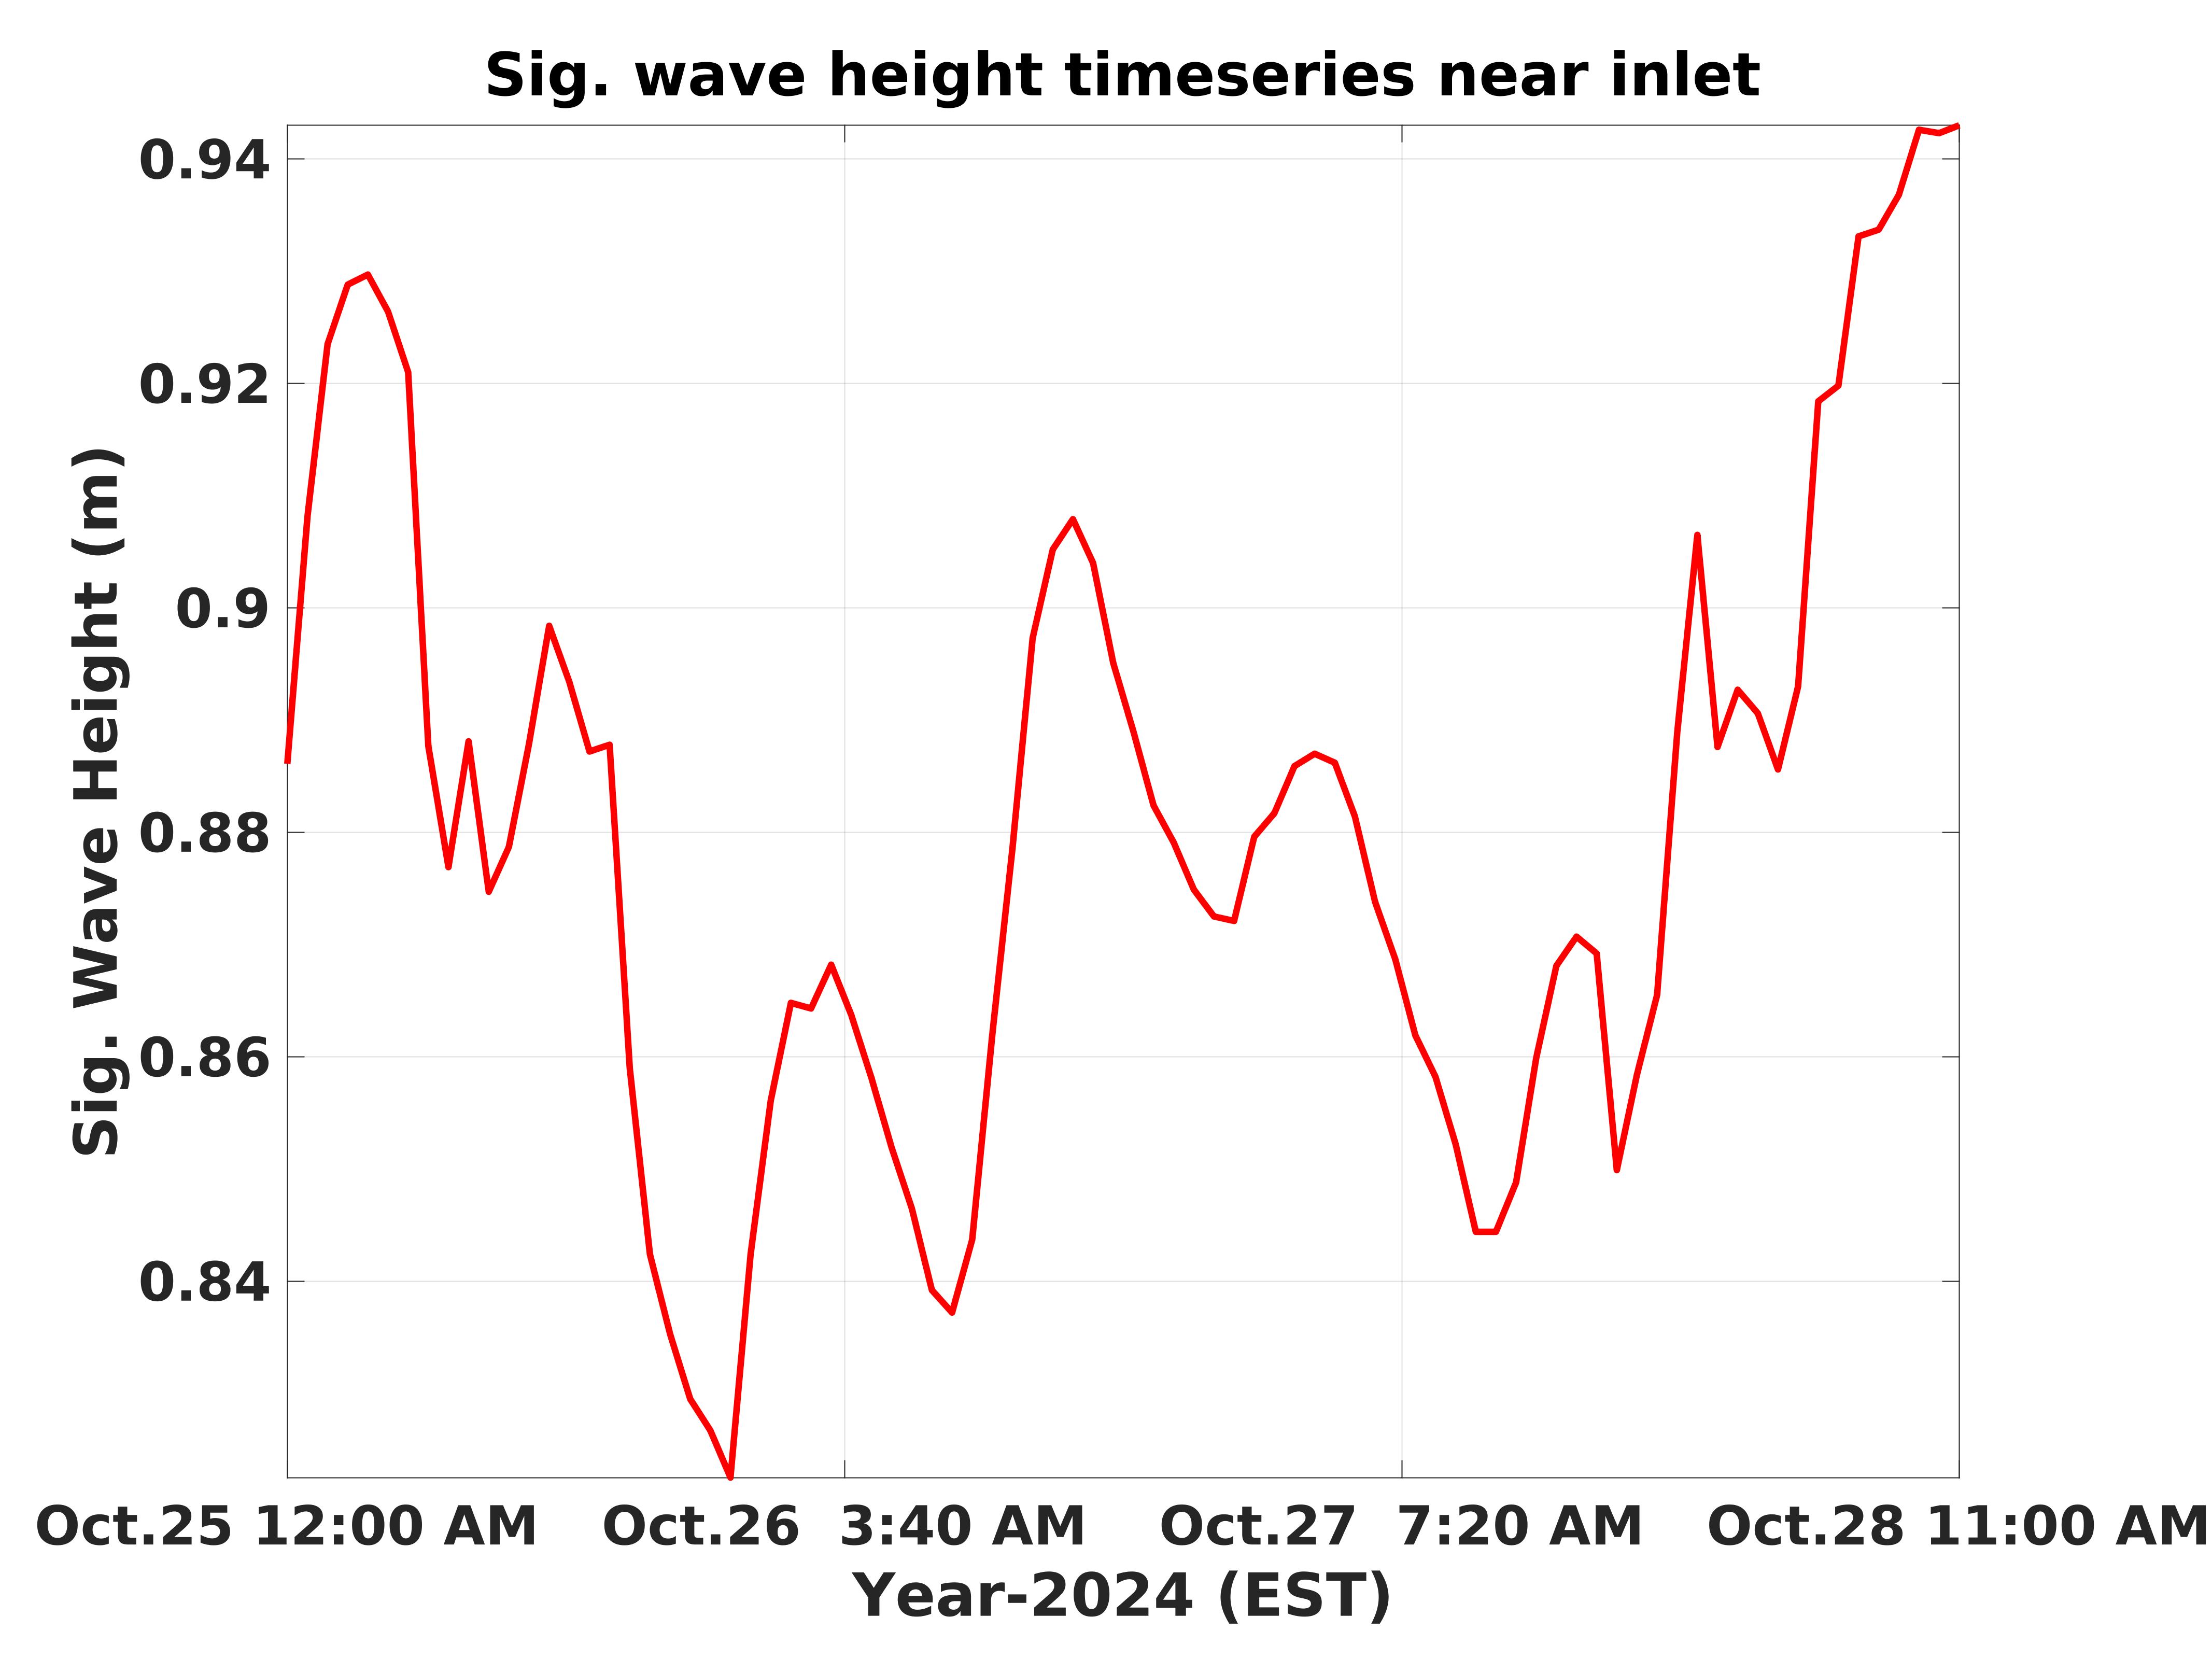 Sig. wave height timeseries near inlet
Sig. Wave Height (m)
0.94
0.92
0.9
0.88
0.86
0.84
Oct.25 12:00 AM
Oct.26 3:40 AM
Oct.27 7:20 AM
Oct.28 11:00 AM
Year-2024 (EST)